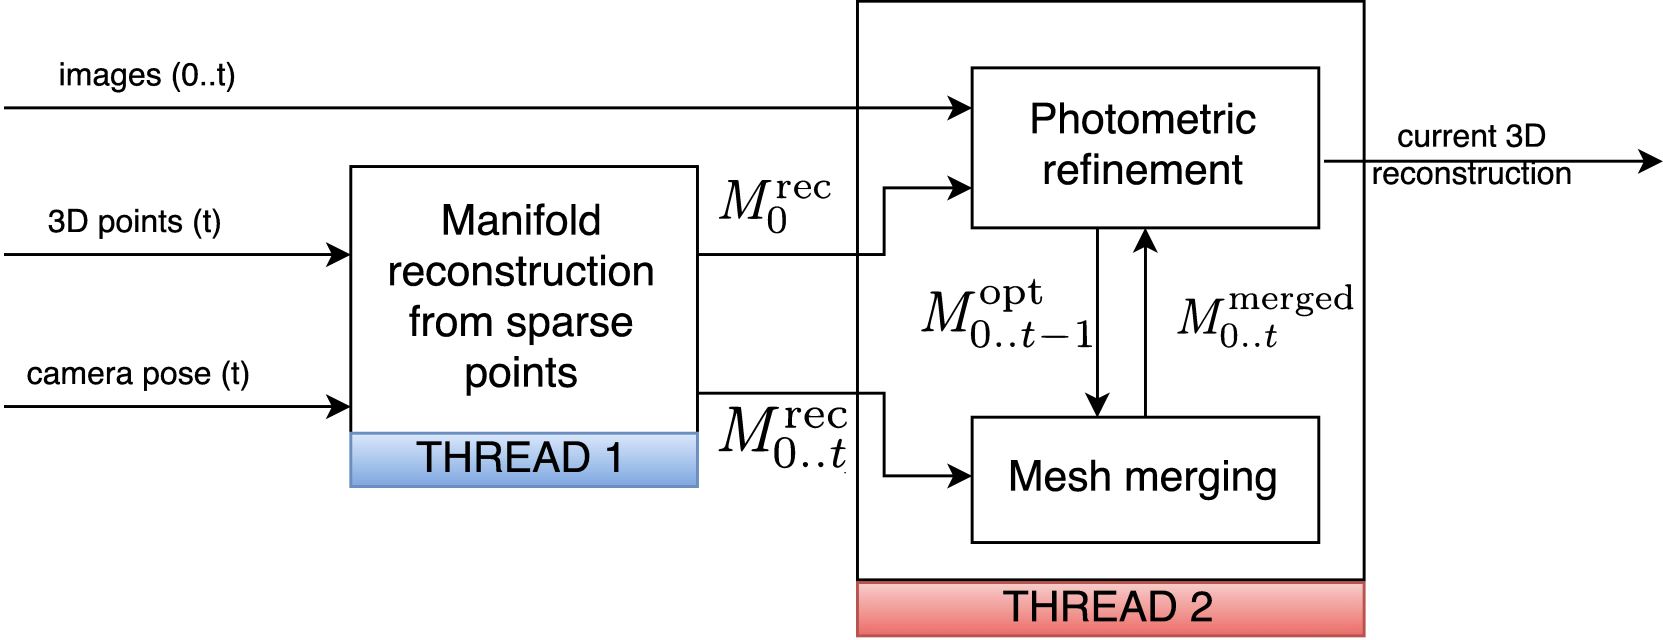 images (0..t)
3D points (t)
camera pose (t)
Manifold
reconstruction
from sparse
points
THREAD 1
M_0^rec
M_{0..t}^rec
Photometric
refinement
M_{0..t−1}^opt
M_{0..t}^merged
Mesh merging
THREAD 2
current 3D
reconstruction